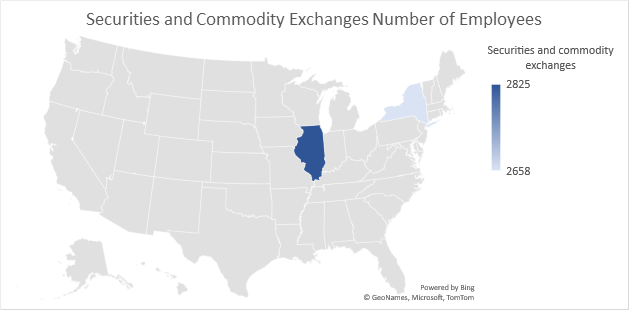 Securities and Commodity Exchanges Number of Employees
Securities and commodity
exchanges
2825
2658
Powered by Bing
© GeoNames, Microsoft, TomTom